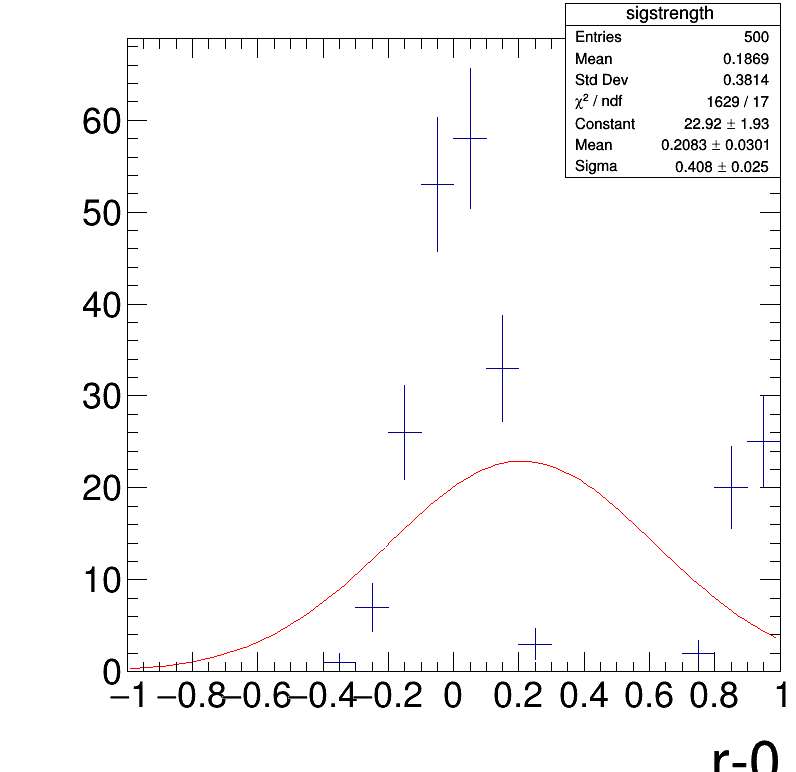 sigstrength
Entries 500
Mean 0.1869
Std Dev 0.3814
χ² / ndf 1629 / 17
Constant 22.92 ± 1.93
Mean 0.2083 ± 0.0301
Sigma 0.408 ± 0.025
60
50
40
30
20
10
0
−1 −0.8 −0.6 −0.4 −0.2 0 0.2 0.4 0.6 0.8 1
r-0